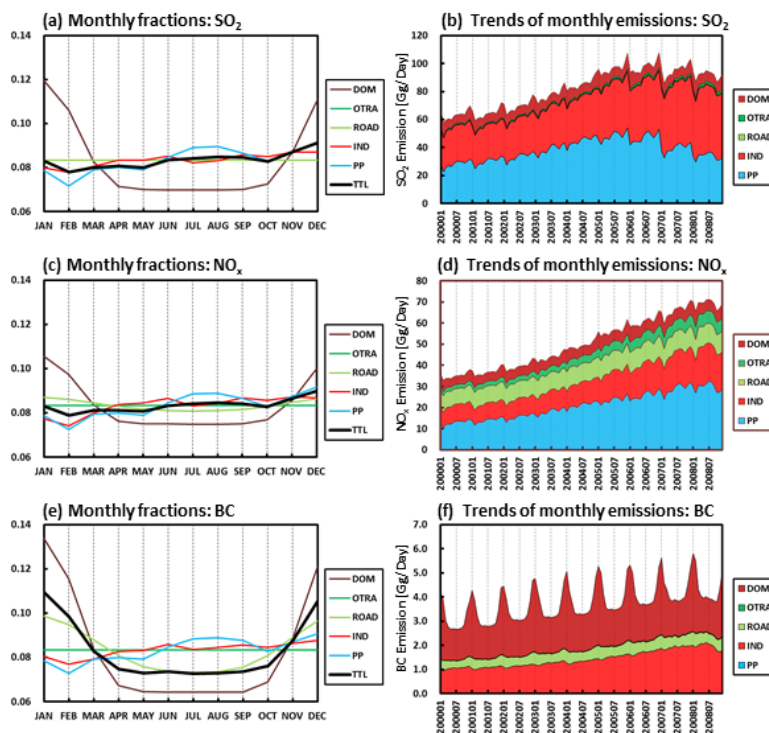 (a) Monthly fractions: SO₂
0.14
0.12
0.10
0.08
0.06
JAN FEB MAR APR MAY JUN JUL AUG SEP OCT NOV DEC
DOM
OTRA
ROAD
IND
PP
TTL
(b) Trends of monthly emissions: SO₂
SO₂ Emission [Gg/Day]
120
100
80
60
40
20
0
200001 200007 200101 200107 200201 200207 200301 200307 200401 200407 200501 200507 200601 200607 200701 200707 200801 200807
DOM
OTRA
ROAD
IND
PP
(c) Monthly fractions: NOₓ
0.14
0.12
0.10
0.08
0.06
JAN FEB MAR APR MAY JUN JUL AUG SEP OCT NOV DEC
DOM
OTRA
ROAD
IND
PP
TTL
(d) Trends of monthly emissions: NOₓ
NOₓ Emission [Gg/Day]
80
70
60
50
40
30
20
10
0
200001 200007 200101 200107 200201 200207 200301 200307 200401 200407 200501 200507 200601 200607 200701 200707 200801 200807
DOM
OTRA
ROAD
IND
PP
(e) Monthly fractions: BC
0.14
0.12
0.10
0.08
0.06
JAN FEB MAR APR MAY JUN JUL AUG SEP OCT NOV DEC
DOM
OTRA
ROAD
IND
PP
TTL
(f) Trends of monthly emissions: BC
BC Emission [Gg/Day]
7.0
6.0
5.0
4.0
3.0
2.0
1.0
0.0
200001 200007 200101 200107 200201 200207 200301 200307 200401 200407 200501 200507 200601 200607 200701 200707 200801 200807
DOM
OTRA
ROAD
IND
PP